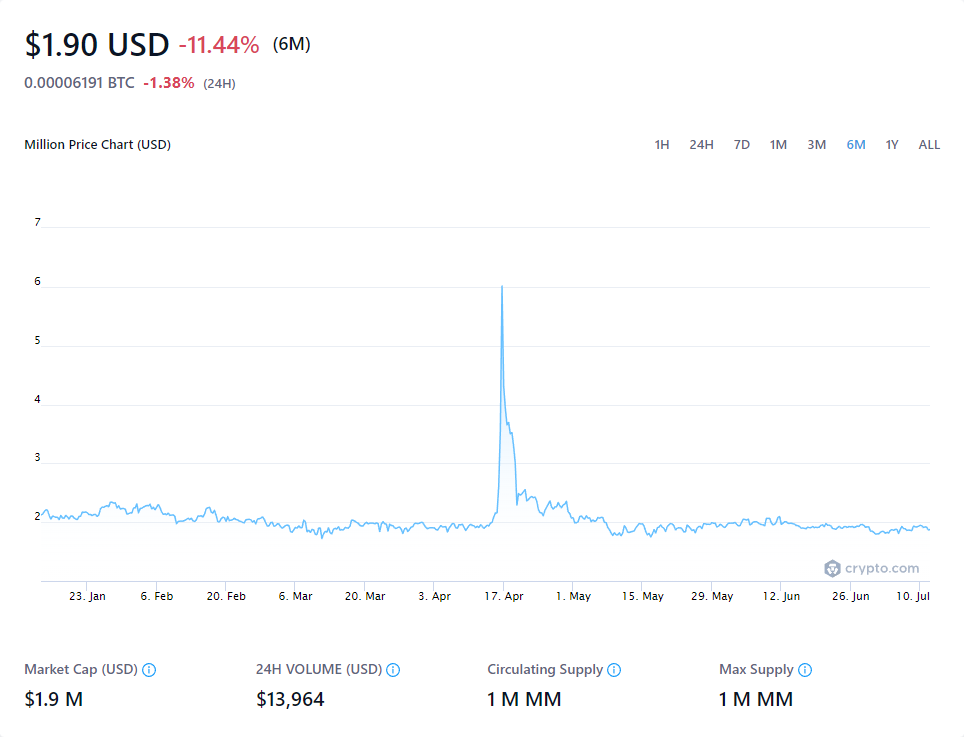 $1.90 USD -11.44% (6M)
0.00006191 BTC -1.38% (24H)
Million Price Chart (USD) 1H 24H 7D 1M 3M 6M 1Y ALL
7
6
5
4
3
2
crypto.com
23. Jan 6. Feb 20. Feb 6. Mar 20. Mar 3. Apr 17. Apr 1. May 15. May 29. May 12. Jun 26. Jun 10. Jul
Market Cap (USD) 24H VOLUME (USD) Circulating Supply Max Supply
$1.9 M $13,964 1 M MM 1 M MM